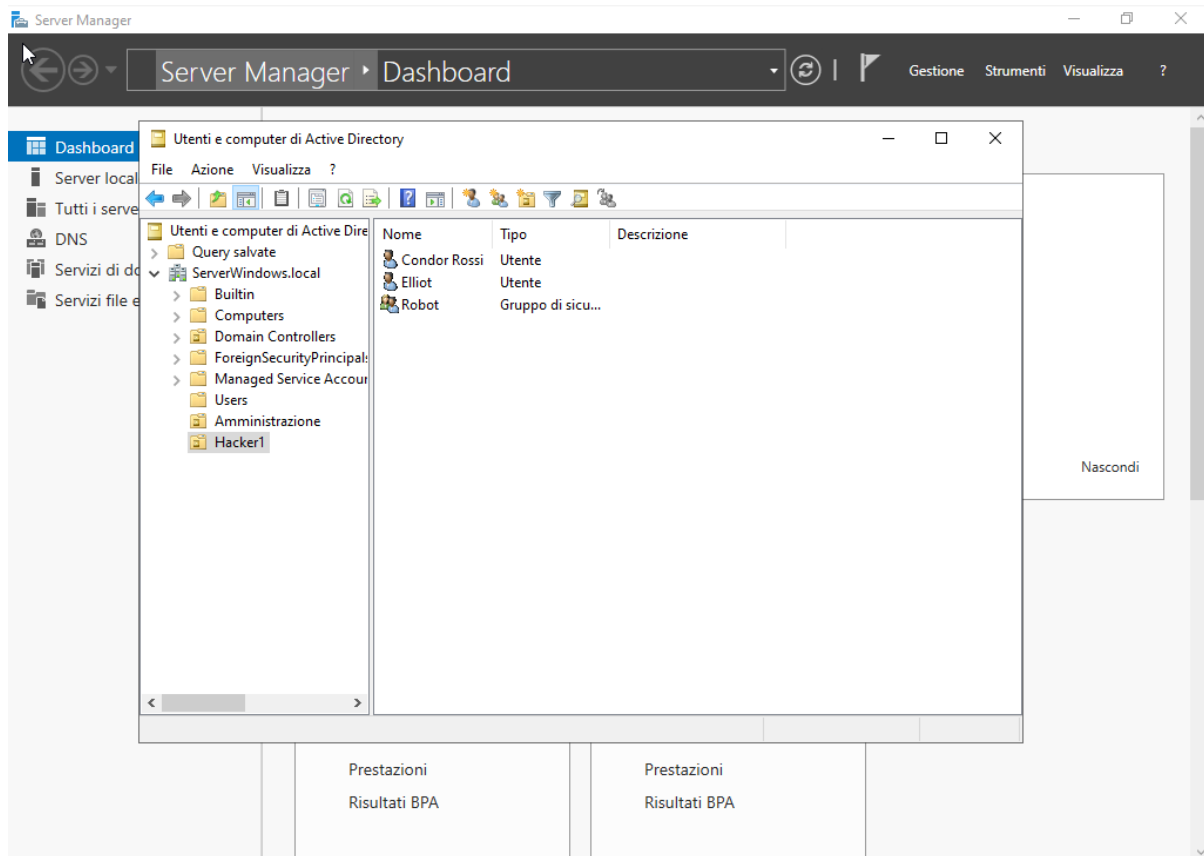 Server Manager
Server Manager ‣ Dashboard
Gestione Strumenti Visualizza ?
Dashboard
Server local
Tutti i serve
DNS
Servizi di do
Servizi file e
Utenti e computer di Active Directory
File Azione Visualizza ?
Utenti e computer di Active Dire
Query salvate
ServerWindows.local
Builtin
Computers
Domain Controllers
ForeignSecurityPrincipals
Managed Service Accour
Users
Amministrazione
Hacker1
Nome Tipo Descrizione
Condor Rossi Utente
Elliot Utente
Robot Gruppo di sicu...
Nascondi
Prestazioni Prestazioni
Risultati BPA Risultati BPA